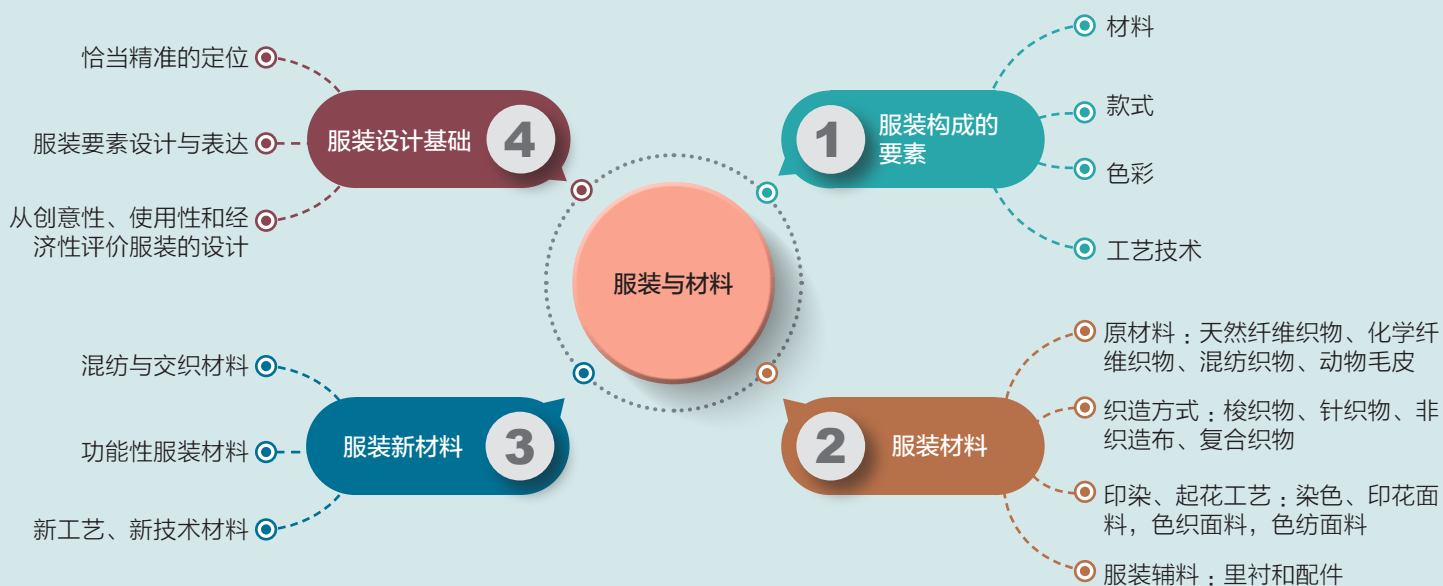 服装与材料
1
服装构成的
要素
材料
款式
色彩
工艺技术
2
服装材料
原材料：天然纤维织物、化学纤
维织物、混纺织物、动物毛皮
织造方式：梭织物、针织物、非
织造布、复合织物
印染、起花工艺：染色、印花面
料，色织面料，色纺面料
服装辅料：里衬和配件
3
服装新材料
混纺与交织材料
功能性服装材料
新工艺、新技术材料
4
服装设计基础
恰当精准的定位
服装要素设计与表达
从创意性、使用性和经
济性评价服装的设计